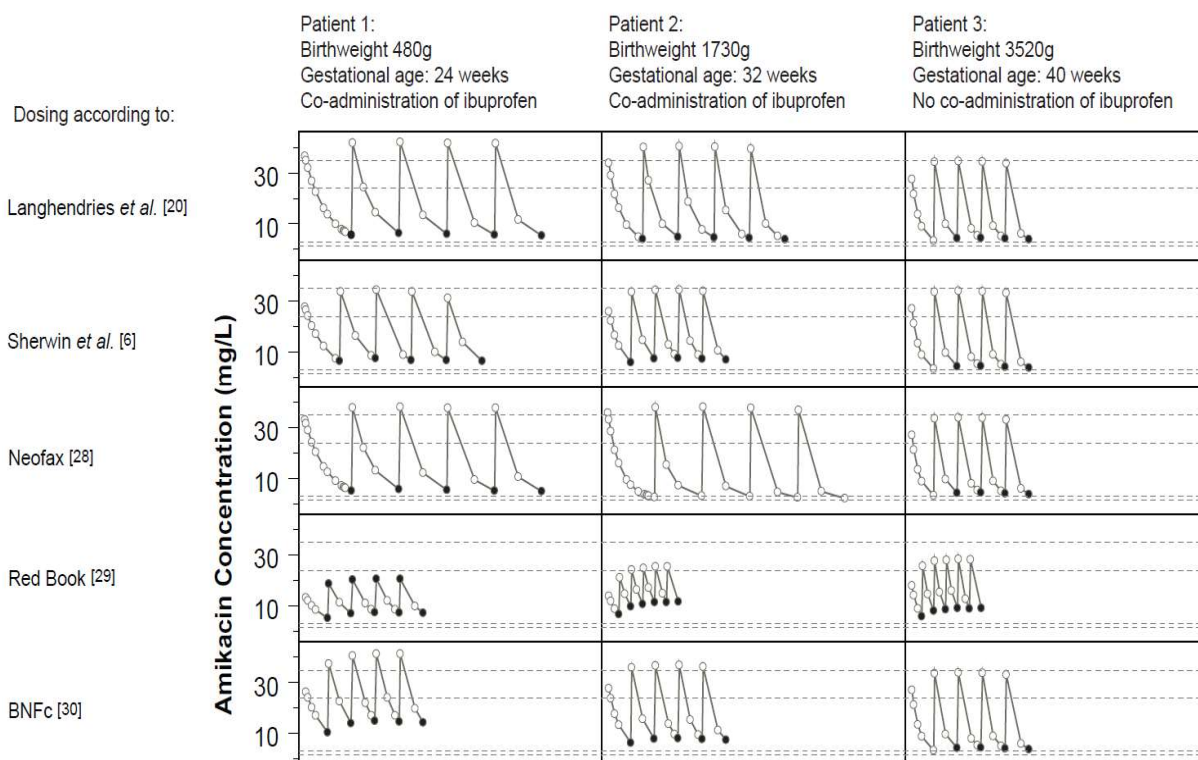 Patient 1:
Birthweight 480g
Gestational age: 24 weeks
Co-administration of ibuprofen
Patient 2:
Birthweight 1730g
Gestational age: 32 weeks
Co-administration of ibuprofen
Patient 3:
Birthweight 3520g
Gestational age: 40 weeks
No co-administration of ibuprofen
Dosing according to:
Amikacin Concentration (mg/L)
Langhendries et al. [20]
30
10
Sherwin et al. [6]
30
10
Neofax [28]
30
10
Red Book [29]
30
10
BNFc [30]
30
10